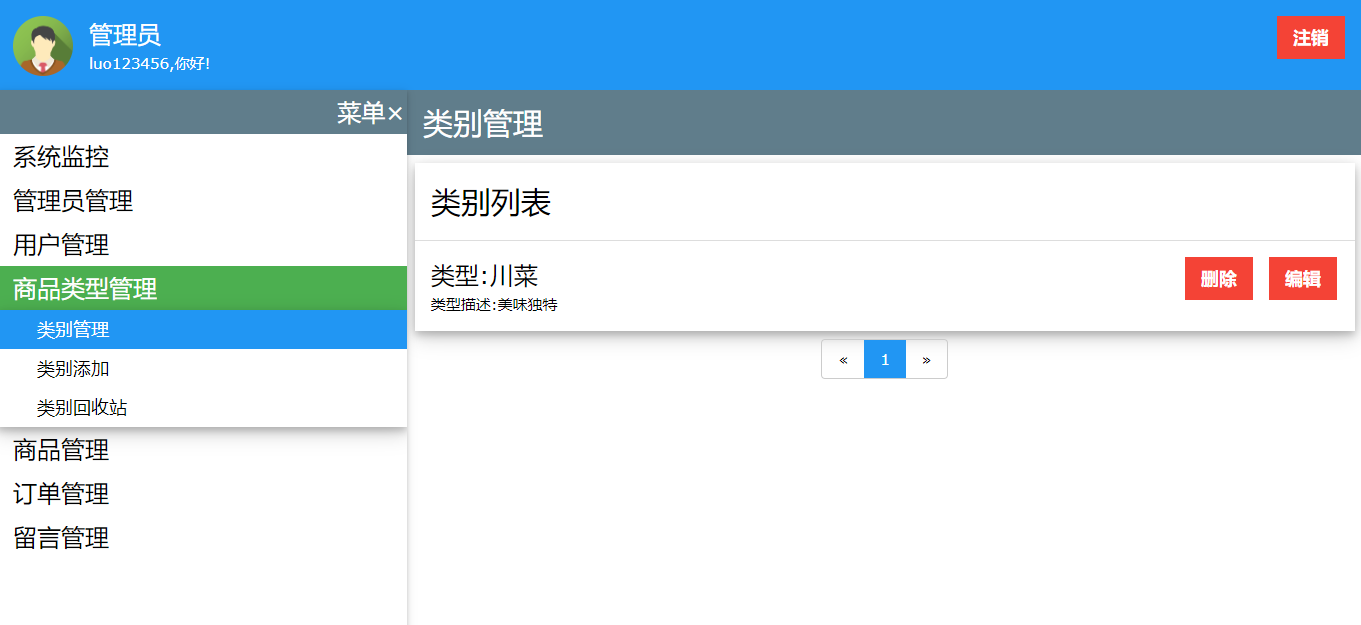 管理员
luo123456,你好!
注销
菜单×
系统监控
管理员管理
用户管理
商品类型管理
类别管理
类别添加
类别回收站
商品管理
订单管理
留言管理
类别管理
类别列表
类型:川菜
类型描述:美味独特
删除 编辑
« 1 »